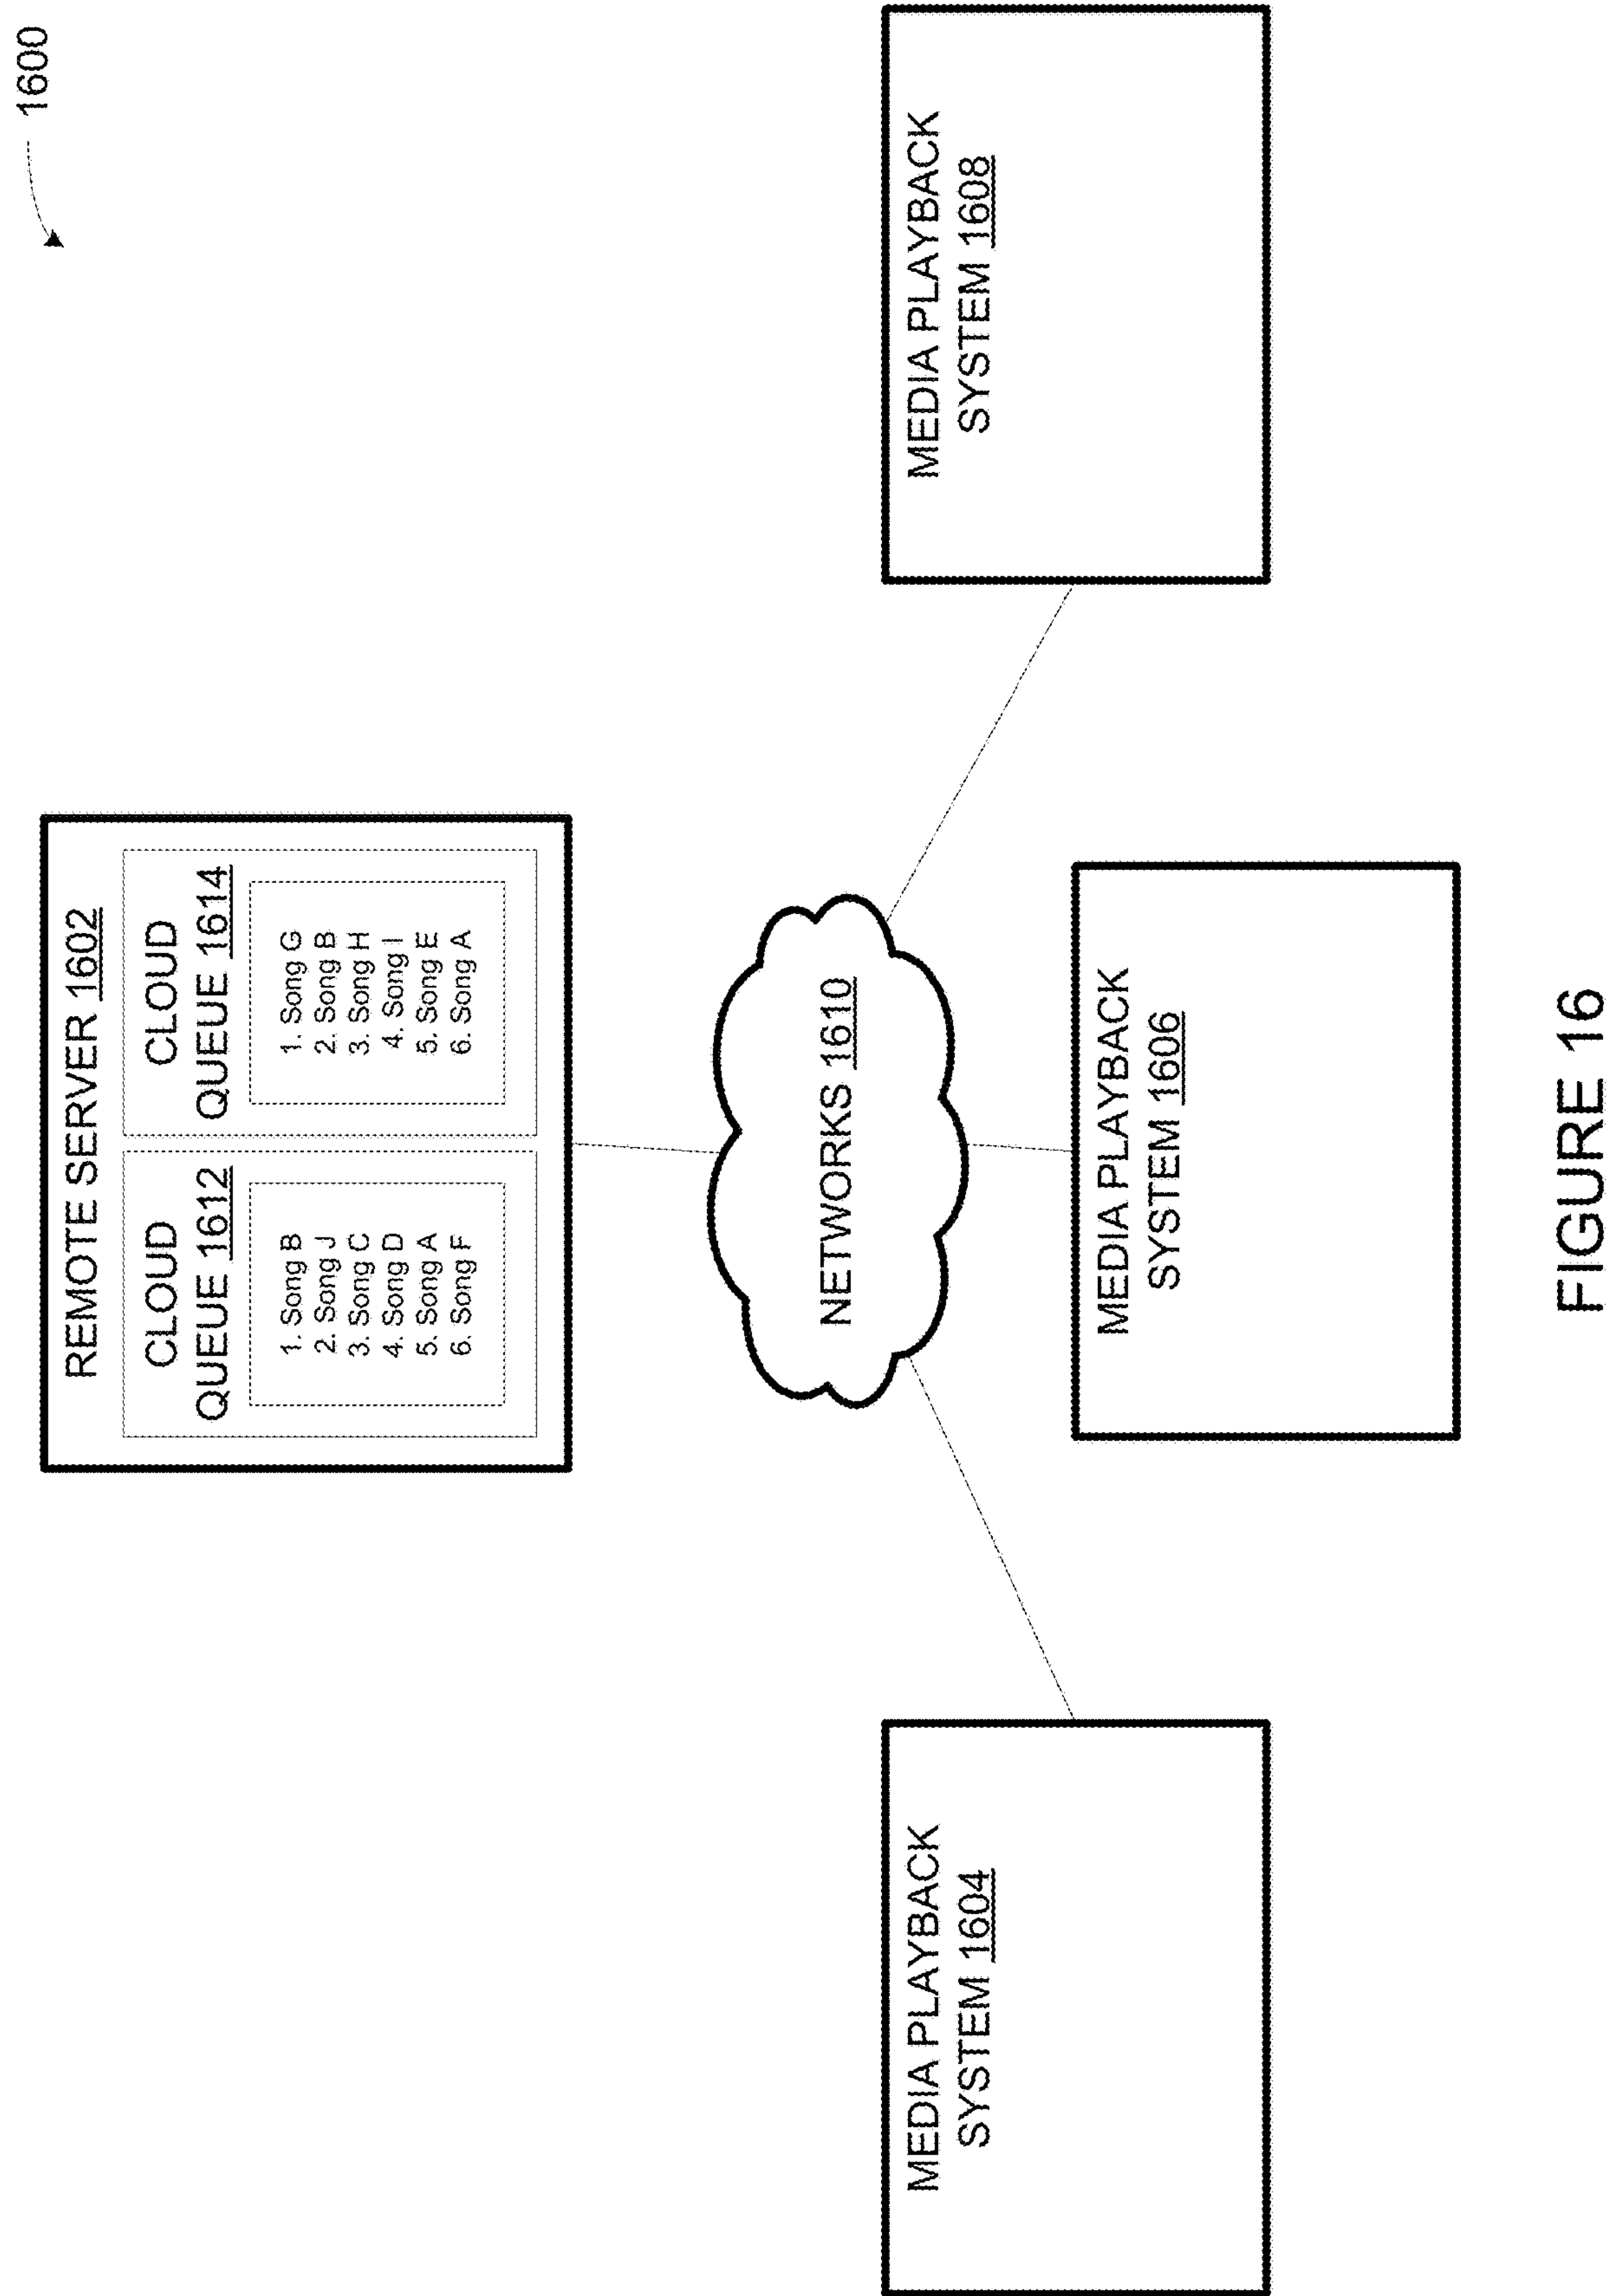 1600
REMOTE SERVER 1602
CLOUD
QUEUE 1612
1. Song B
2. Song J
3. Song C
4. Song D
5. Song A
6. Song F
CLOUD
QUEUE 1614
1. Song G
2. Song B
3. Song H
4. Song I
5. Song E
6. Song A
NETWORKS 1610
MEDIA PLAYBACK
SYSTEM 1604
MEDIA PLAYBACK
SYSTEM 1606
MEDIA PLAYBACK
SYSTEM 1608
FIGURE 16